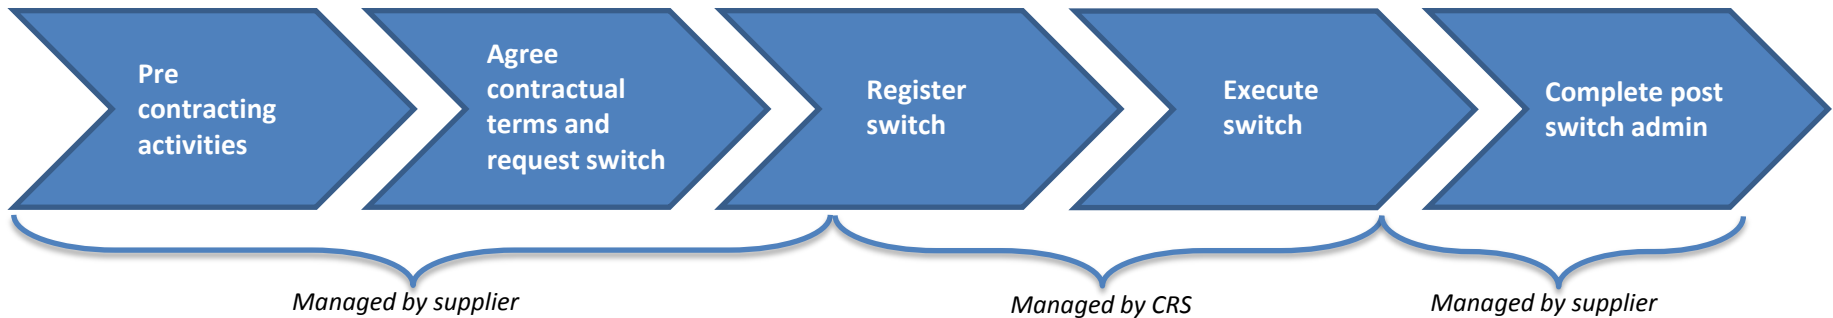 Pre
contracting
activities
Agree
contractual
terms and
request switch
Register
switch
Execute
switch
Complete post
switch admin
Managed by supplier
Managed by CRS
Managed by supplier